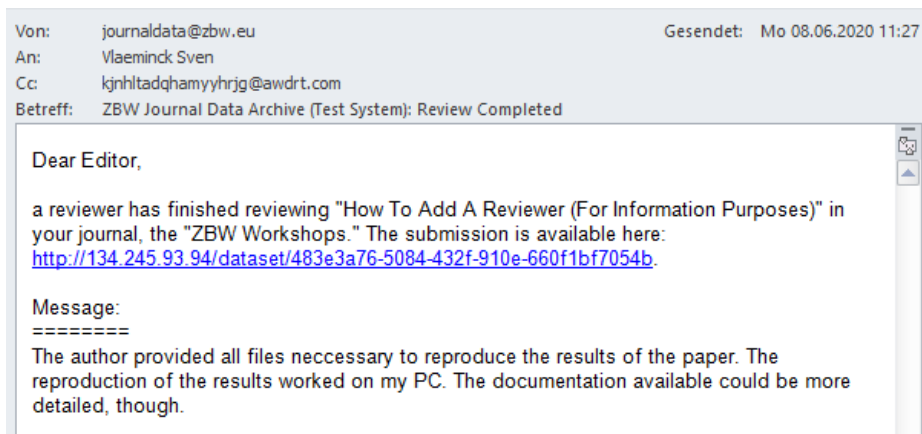 Von: journaldata@zbw.eu Gesendet: Mo 08.06.2020 11:27
An: Vlaeminck Sven
Cc: kjnhltadqhamyyhrjg@awdrt.com
Betreff: ZBW Journal Data Archive (Test System): Review Completed
Dear Editor,
a reviewer has finished reviewing "How To Add A Reviewer (For Information Purposes)" in
your journal, the "ZBW Workshops." The submission is available here:
http://134.245.93.94/dataset/483e3a76-5084-432f-910e-660f1bf7054b.
Message:
========
The author provided all files neccessary to reproduce the results of the paper. The
reproduction of the results worked on my PC. The documentation available could be more
detailed, though.